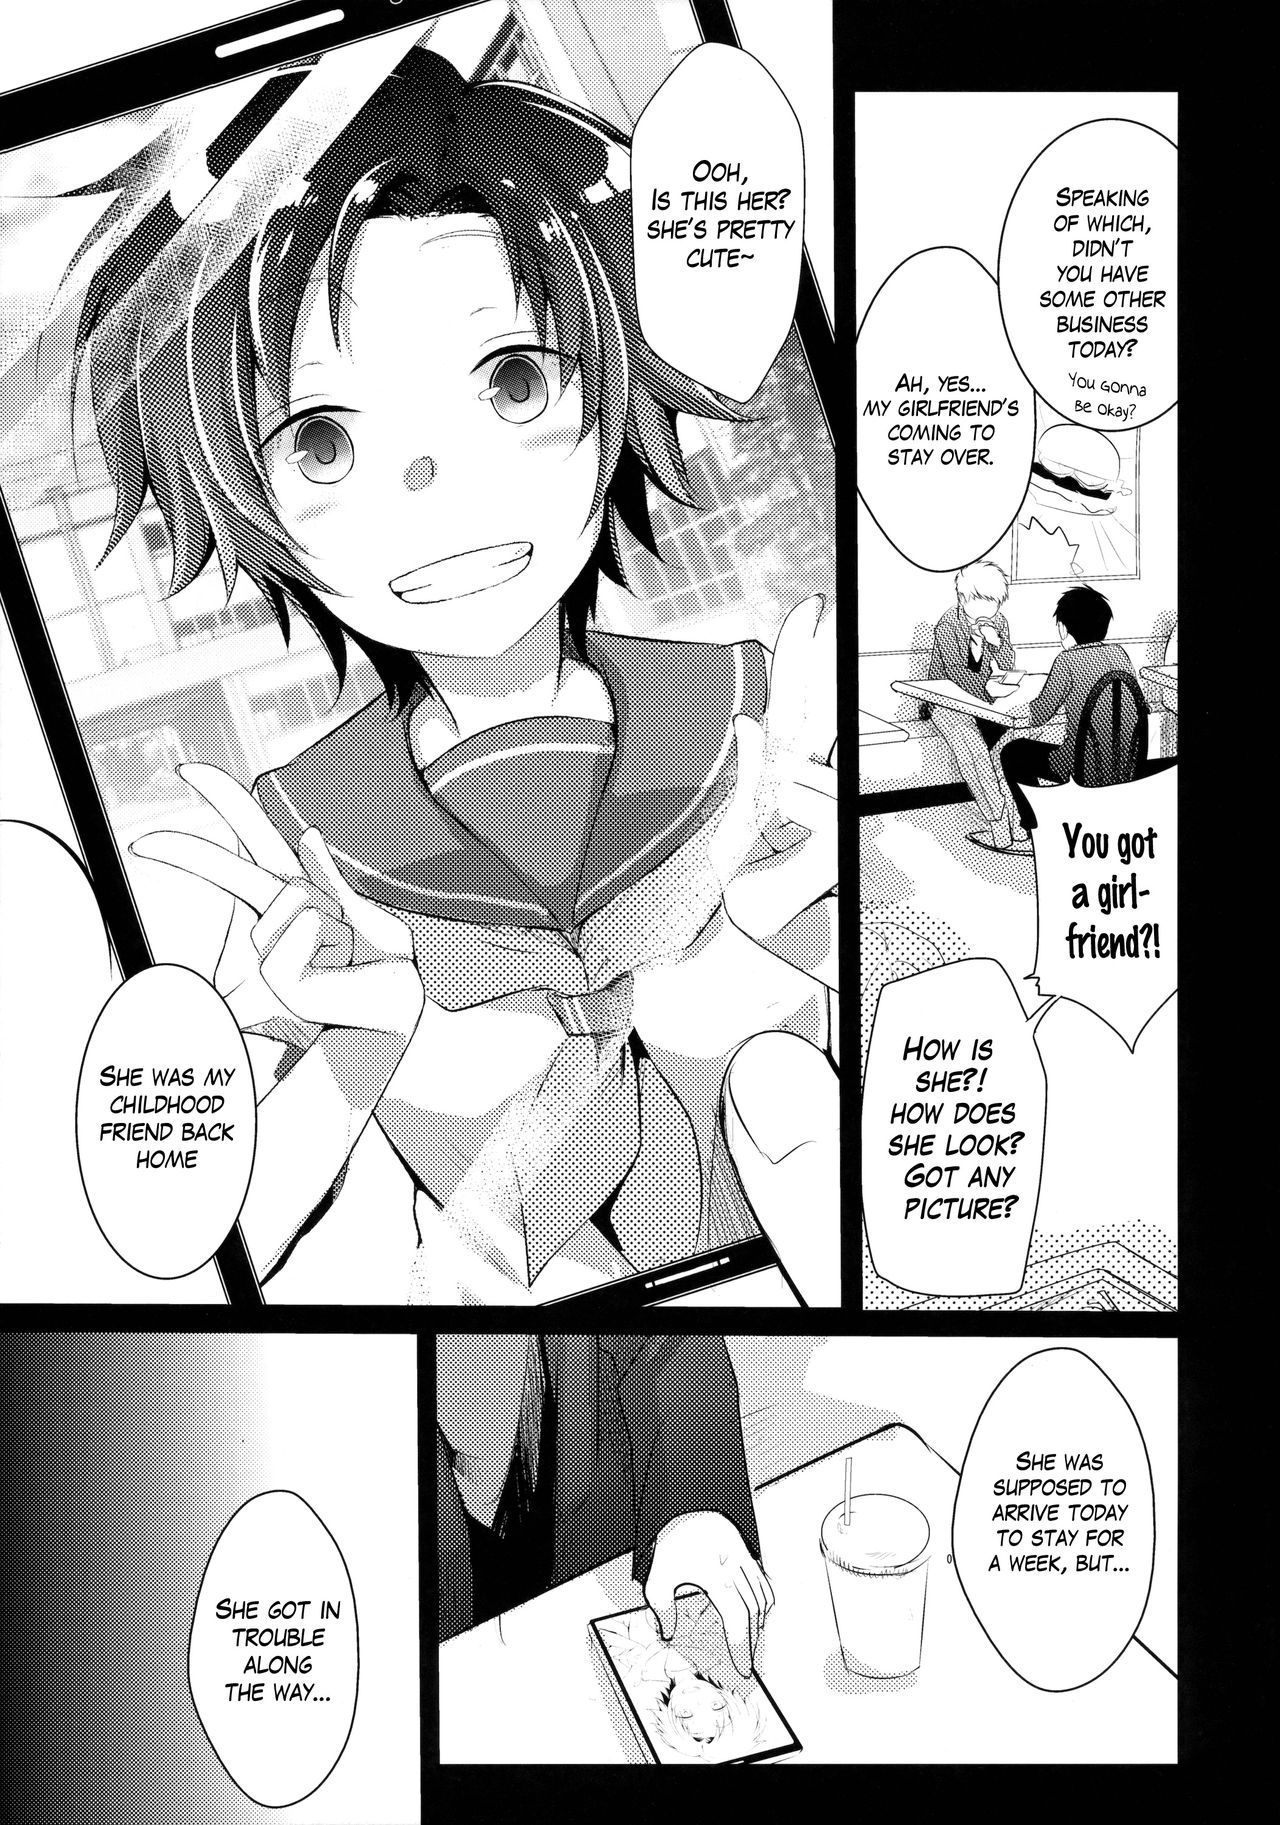 SPEAKING
OF WHICH,
DIDN'T
YOU HAVE
SOME OTHER
BUSINESS
TODAY?
You Gonna
Be Okay?
AH, YES...
MY GIRLFRIEND'S
COMING TO
STAY OVER.
You got
a girl-
friend?!
HOW IS
SHE?!
HOW DOES
SHE LOOK?
GOT ANY
PICTURE?
OOH,
IS THIS HER?
SHE'S PRETTY
CUTE~
SHE WAS MY
CHILDHOOD
FRIEND BACK
HOME
SHE WAS
SUPPOSED TO
ARRIVE TODAY
TO STAY FOR
A WEEK, BUT...
SHE GOT IN
TROUBLE
ALONG
THE WAY...